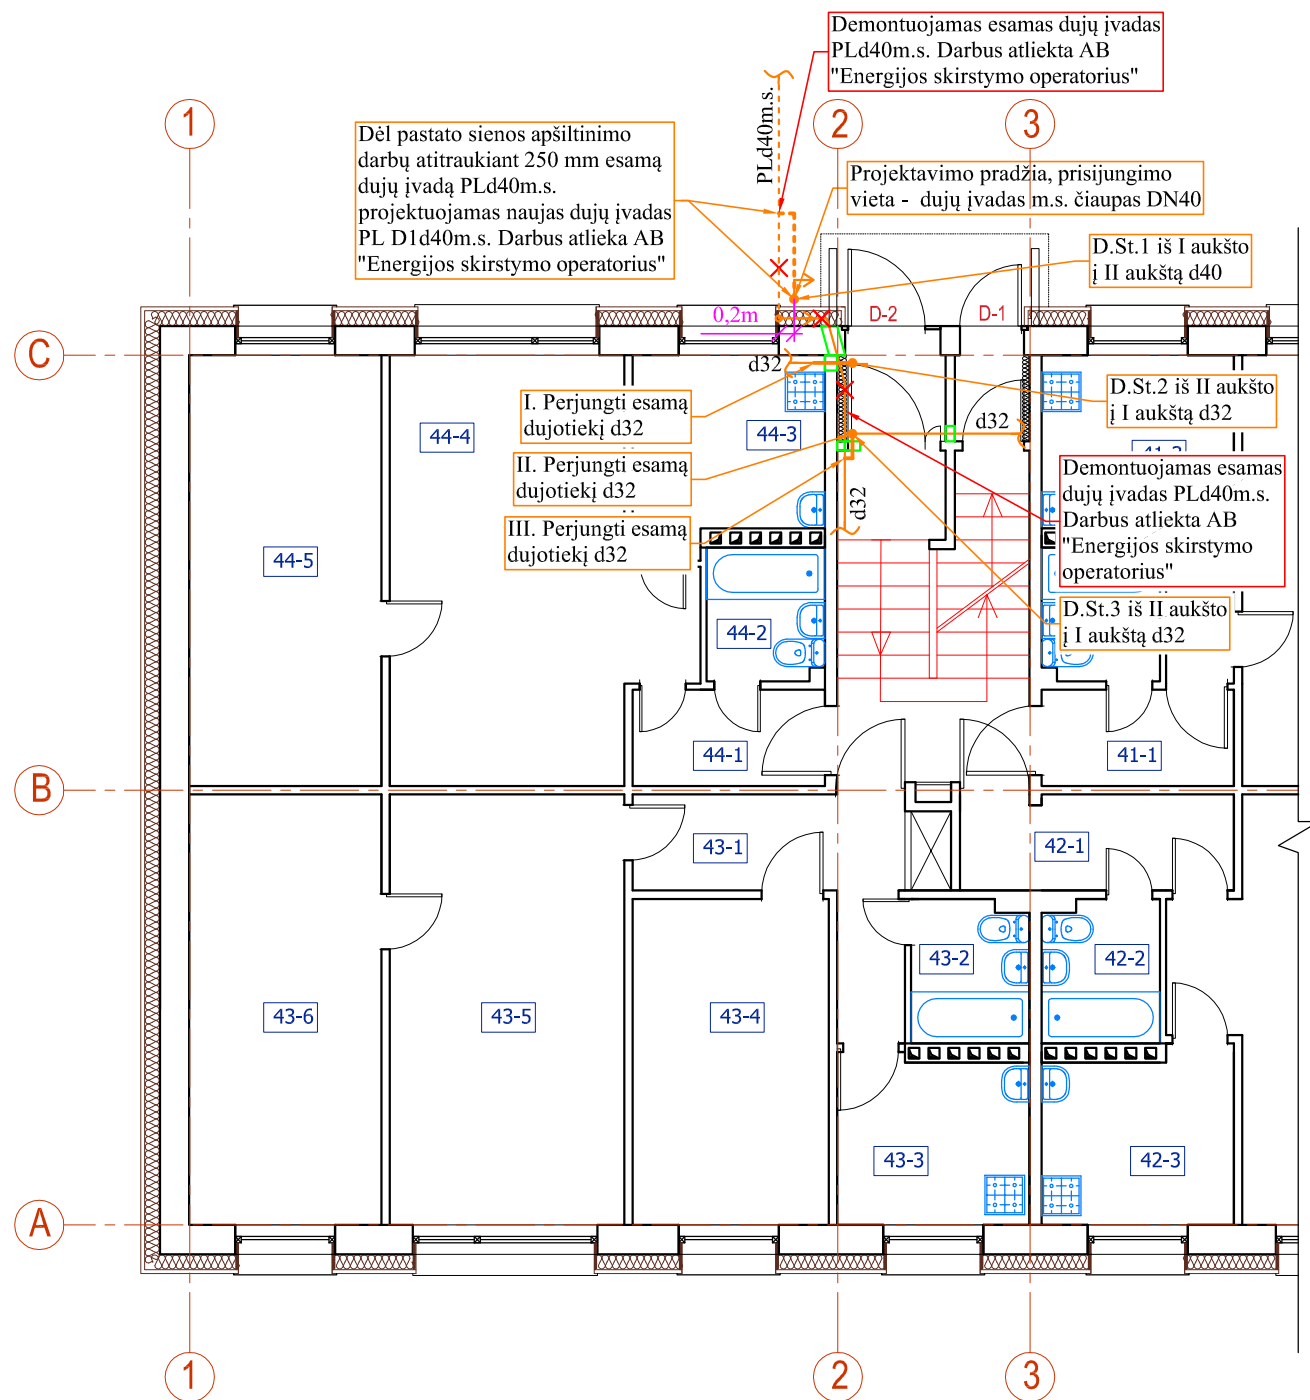 Demontuojamas esamas dujų įvadas
PLd40m.s. Darbus atliekta AB
"Energijos skirstymo operatorius"
PLd40m.s.
1
2
3
Dėl pastato sienos apšiltinimo
darbų atitraukiant 250 mm esamą
dujų įvadą PLd40m.s.
projektuojamas naujas dujų įvadas
PL D1d40m.s. Darbus atlieka AB
"Energijos skirstymo operatorius"
Projektavimo pradžia, prisijungimo
vieta - dujų įvadas m.s. čiaupas DN40
D.St.1 iš I aukšto
į II aukštą d40
0,2m
D-2
D-1
C
d32
I. Perjungti esamą
dujotiekį d32
D.St.2 iš II aukšto
į I aukštą d32
44-4
44-3
d32
II. Perjungti esamą
dujotiekį d32
Demontuojamas esamas
dujų įvadas PLd40m.s.
Darbus atliekta AB
"Energijos skirstymo
operatorius"
d32
III. Perjungti esamą
dujotiekį d32
44-5
D.St.3 iš II aukšto
į I aukštą d32
44-2
44-1
41-1
B
43-1
42-1
43-2
42-2
43-6
43-5
43-4
43-3
42-3
A
1
2
3